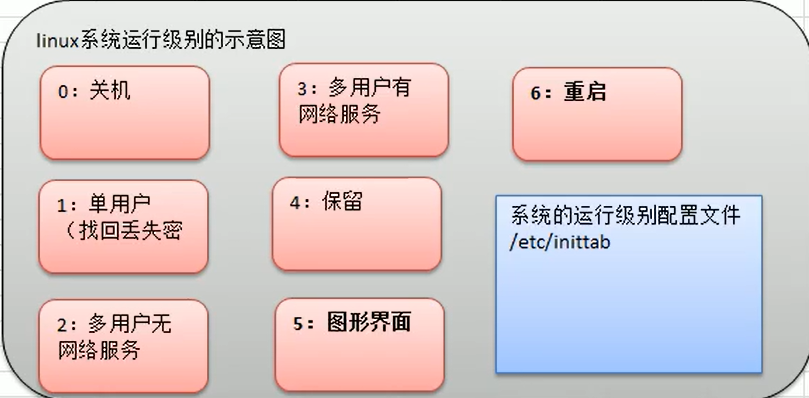 linux系统运行级别的示意图
0：关机
1：单用户
（找回丢失密
2：多用户无
网络服务
3：多用户有
网络服务
4：保留
5：图形界面
6：重启
系统的运行级别配置文件
/etc/inittab